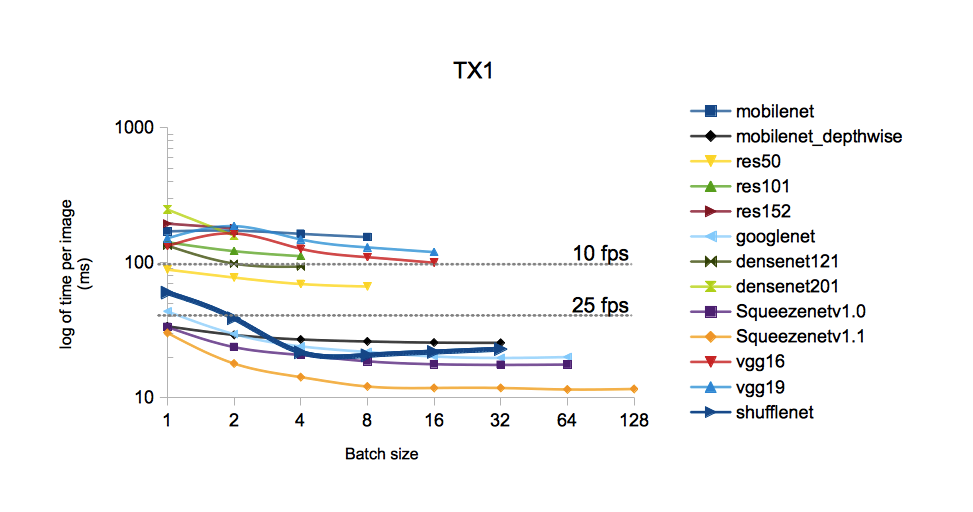 TX1
1000
100
10
log of time per image
(ms)
10 fps
25 fps
1 2 4 8 16 32 64 128
Batch size
mobilenet
mobilenet_depthwise
res50
res101
res152
googlenet
densenet121
densenet201
Squeezenetv1.0
Squeezenetv1.1
vgg16
vgg19
shufflenet